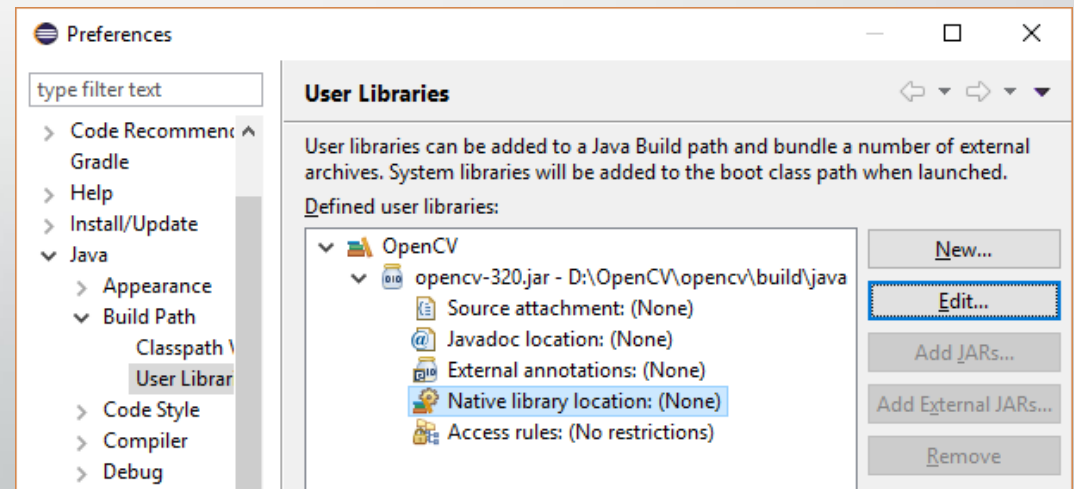 Preferences
type filter text
Code Recommen
Gradle
Help
Install/Update
Java
Appearance
Build Path
Classpath V
User Librar
Code Style
Compiler
Debug
User Libraries
User libraries can be added to a Java Build path and bundle a number of external
archives. System libraries will be added to the boot class path when launched.
Defined user libraries:
OpenCV
opencv-320.jar - D:\OpenCV\opencv\build\java
Source attachment: (None)
Javadoc location: (None)
External annotations: (None)
Native library location: (None)
Access rules: (No restrictions)
New...
Edit...
Add JARs...
Add External JARs...
Remove